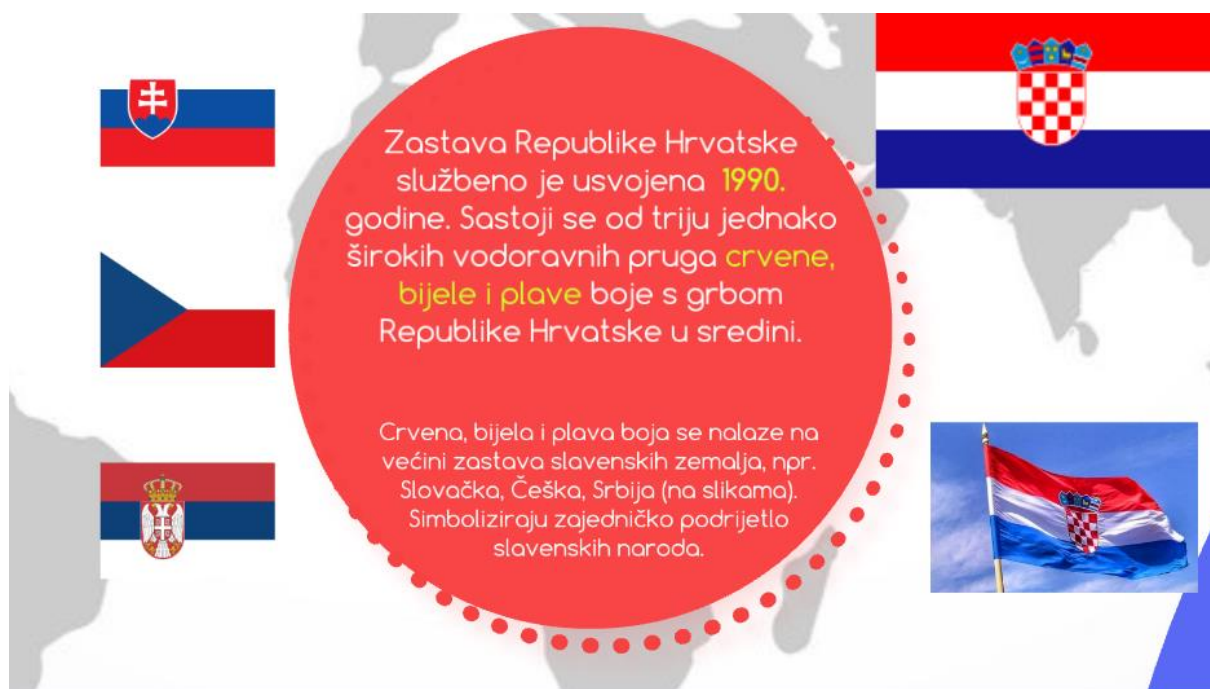 Zastava Republike Hrvatske
službeno je usvojena 1990.
godine. Sastoji se od triju jednako
širokih vodoravnih pruga crvene,
bijele i plave boje s grbom
Republike Hrvatske u sredini.
Crvena, bijela i plava boja se nalaze na
većini zastava slavenskih zemalja, npr.
Slovačka, Češka, Srbija (na slikama).
Simboliziraju zajedničko podrijetlo
slavenskih naroda.